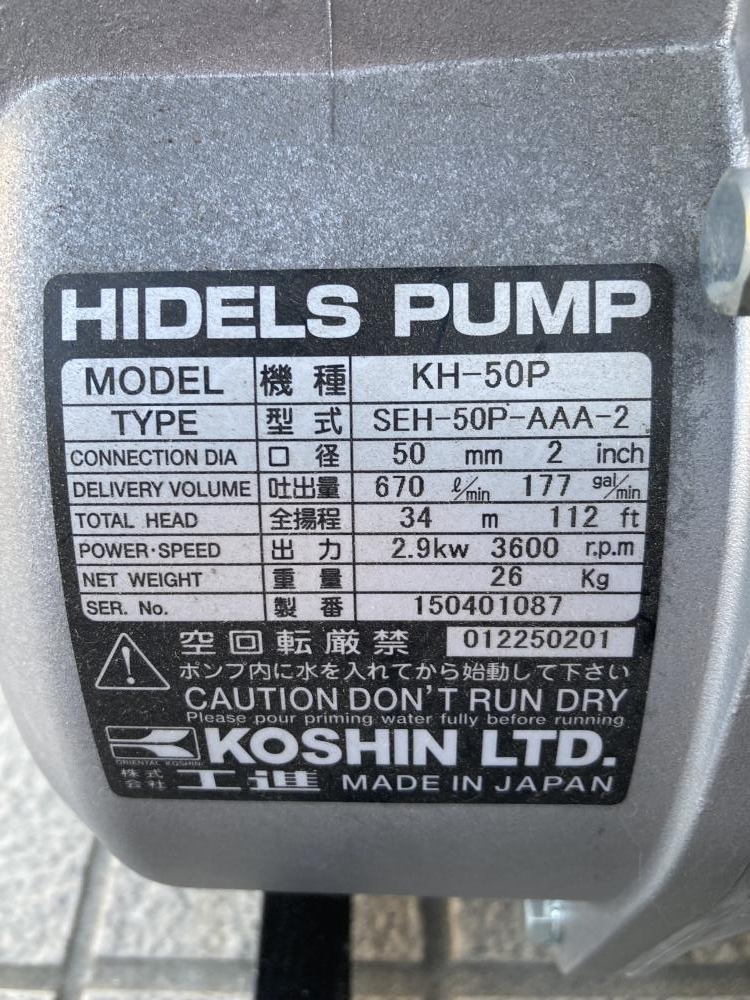 HIDELS PUMP
MODEL 機種 KH-50P
TYPE 型式 SEH-50P-AAA-2
CONNECTION DIA 口径 50 mm 2 inch
DELIVERY VOLUME 吐出量 670 ℓ/min 177 gal/min
TOTAL HEAD 全揚程 34 m 112 ft
POWER·SPEED 出力 2.9kw 3600 r.p.m
NET WEIGHT 重量 26 Kg
SER. No. 製番 150401087
空回転厳禁 012250201
ポンプ内に水を入れてから始動して下さい
CAUTION DON'T RUN DRY
Please pour priming water fully before running
ORIENTAL KOSHIN KOSHIN LTD.
株式会社 工進 MADE IN JAPAN